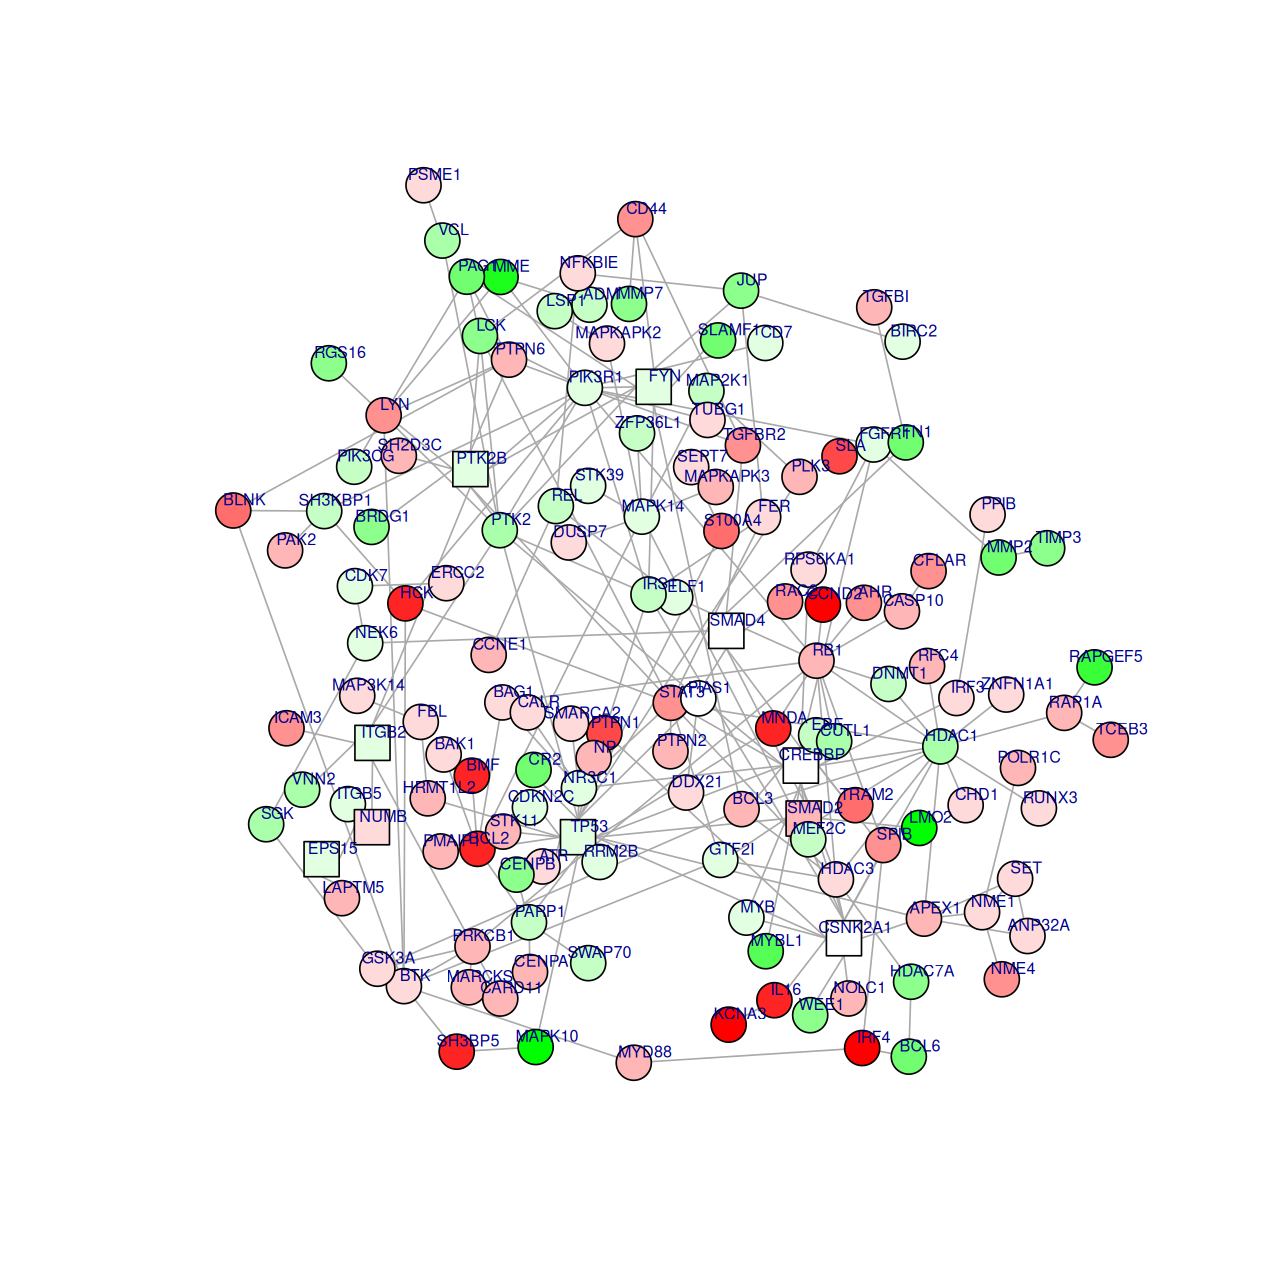 PSME1
CD44
VCL
PAG1
MME
NFKBIE
JUP
LSP1
ADM
MMP7
TGFBI
LCK
MAPKAPK2
SLAMF1
CD7
BIRC2
RGS16
PTPN6
PIK3R1
FYN
MAP2K1
LYN
ZFP36L1
TUBG1
TGFBR2
FGFR1
FN1
SH2D3C
SLA
PIK3CG
PTK2B
SEPT7
PLK3
STK39
MAPKAPK3
BLNK
SH3KBP1
REL
MAPK14
FER
PPIB
BRDG1
PTK2
S100A4
PAK2
DUSP7
TIMP3
MMP2
RPS6KA1
CFLAR
CDK7
ERCC2
HCK
IRS1
ELF1
CCND2
AHR
CASP10
NEK6
SMAD4
CCNE1
RB1
RFC4
RAPGEF5
DNMT1
MAP3K14
BAG1
CALR
STAT3
PIAS1
IRF3
ZNFN1A1
RAP1A
ICAM3
FBL
SMARCA2
PTPN1
MNDA
EBF
CUTL1
HDAC1
TCEB3
ITGB2
BAK1
NP
PTPN2
CREBBP
POLR1C
BMF
CR2
NR3C1
VNN2
HRMT1L2
DDX21
ITGB5
CDKN2C
BCL3
TRAM2
CHD1
RUNX3
SGK
NUMB
STK11
TP53
SMAD2
MEF2C
LMO2
SPIB
EPS15
PMAIP1
BCL2
ATR
RRM2B
GTF2I
CENPB
HDAC3
SET
LAPTM5
PARP1
MYB
APEX1
NME1
CSNK2A1
ANP32A
PRKCB1
MYBL1
GSK3A
CENPA
SWAP70
BTK
MARCKS
CARD11
HDAC7A
NME4
IL16
NOLC1
WEE1
KCNA3
SH3BP5
MAPK10
MYD88
IRF4
BCL6